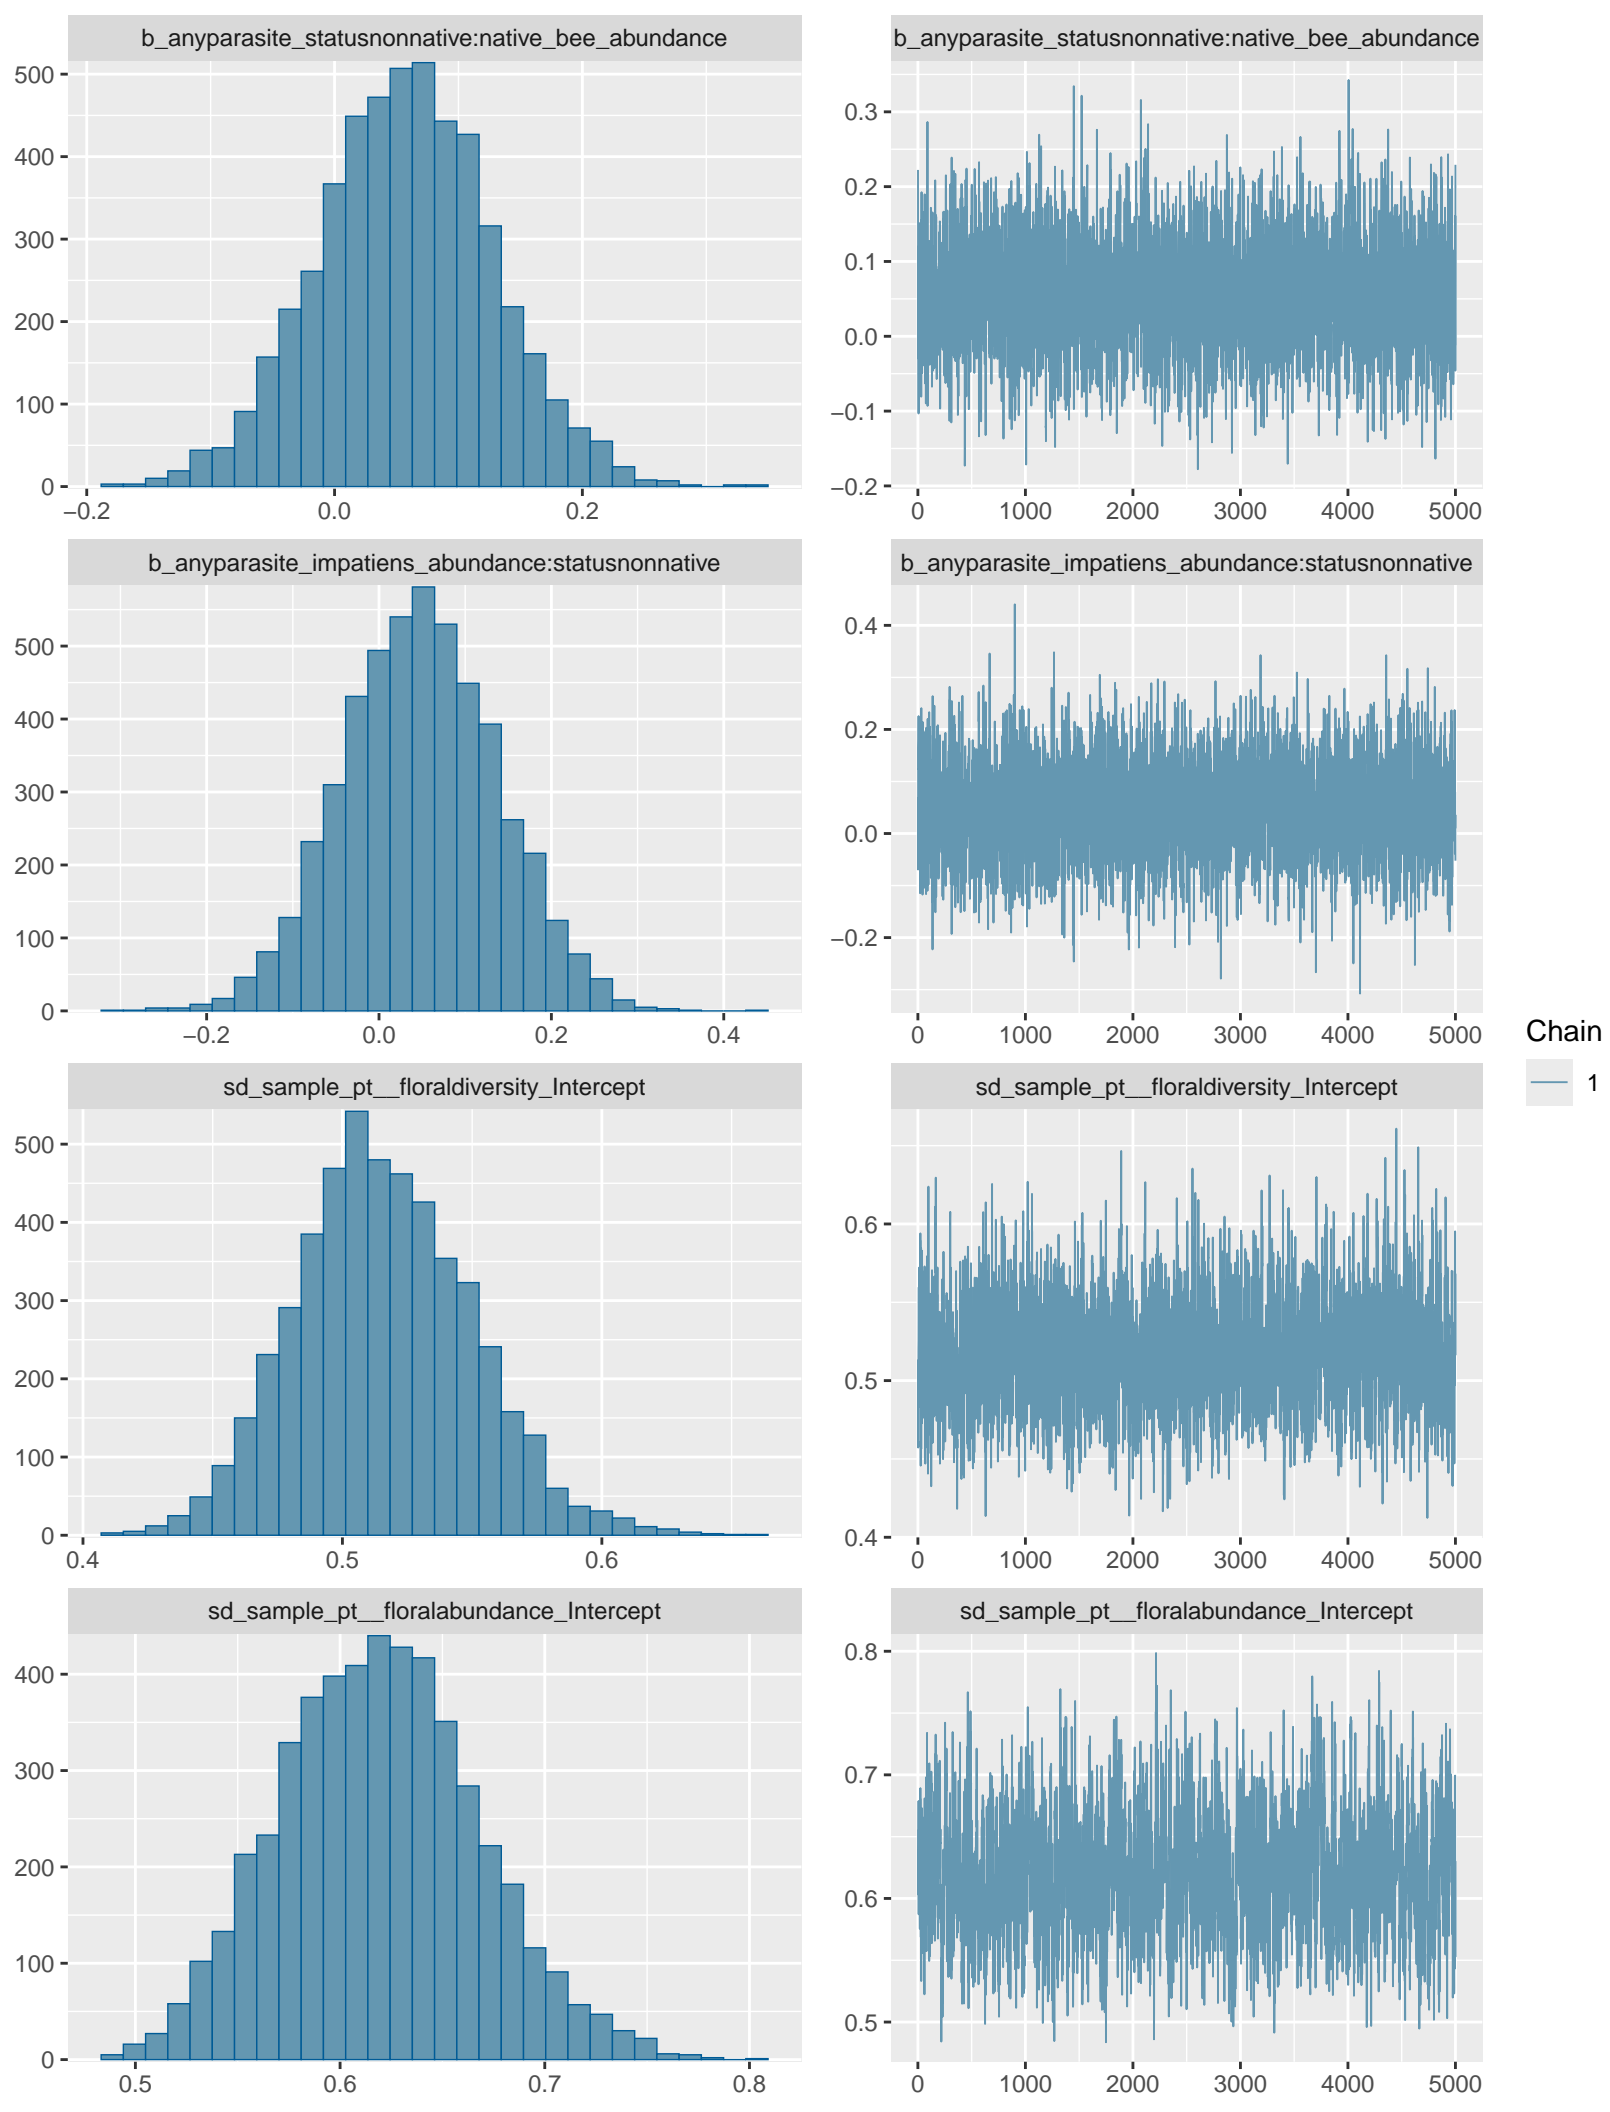 b_anyparasite_statusnonnative:native_bee_abundance
500
400
300
200
100
0
−0.2 0.0 0.2
b_anyparasite_statusnonnative:native_bee_abundance
0.3
0.2
0.1
0.0
−0.1
−0.2
0 1000 2000 3000 4000 5000
b_anyparasite_impatiens_abundance:statusnonnative
500
400
300
200
100
0
−0.2 0.0 0.2 0.4
b_anyparasite_impatiens_abundance:statusnonnative
0.4
0.2
0.0
−0.2
0 1000 2000 3000 4000 5000
sd_sample_pt__floraldiversity_Intercept
500
400
300
200
100
0
0.4 0.5 0.6
sd_sample_pt__floraldiversity_Intercept
0.6
0.5
0.4
0 1000 2000 3000 4000 5000
sd_sample_pt__floralabundance_Intercept
400
300
200
100
0
0.5 0.6 0.7 0.8
sd_sample_pt__floralabundance_Intercept
0.8
0.7
0.6
0.5
0 1000 2000 3000 4000 5000
Chain
1